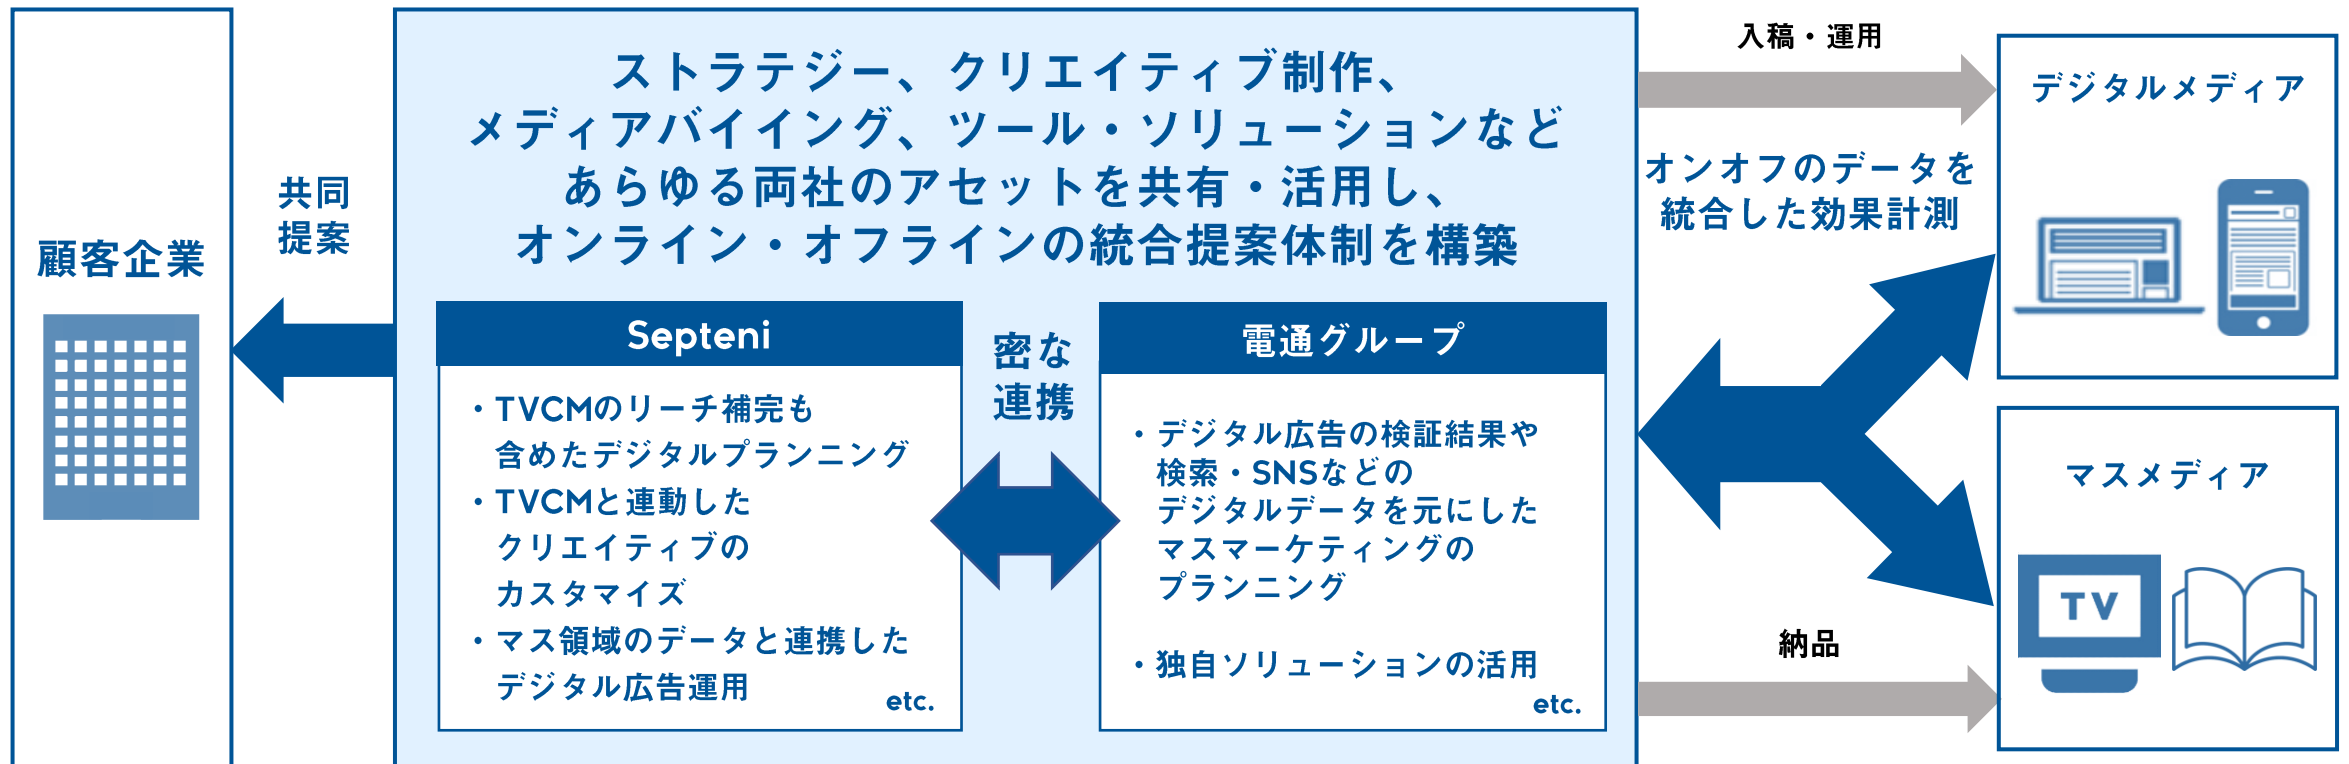 顧客企業
共同
提案
ストラテジー、クリエイティブ制作、
メディアバイイング、ツール・ソリューションなど
あらゆる両社のアセットを共有・活用し、
オンライン・オフラインの統合提案体制を構築
Septeni
・TVCMのリーチ補完も
含めたデジタルプランニング
・TVCMと連動した
クリエイティブの
カスタマイズ
・マス領域のデータと連携した
デジタル広告運用
etc.
密な
連携
電通グループ
・デジタル広告の検証結果や
検索・SNSなどの
デジタルデータを元にした
マスマーケティングの
プランニング
・独自ソリューションの活用
etc.
入稿・運用
オンオフのデータを
統合した効果計測
納品
デジタルメディア
マスメディア
TV